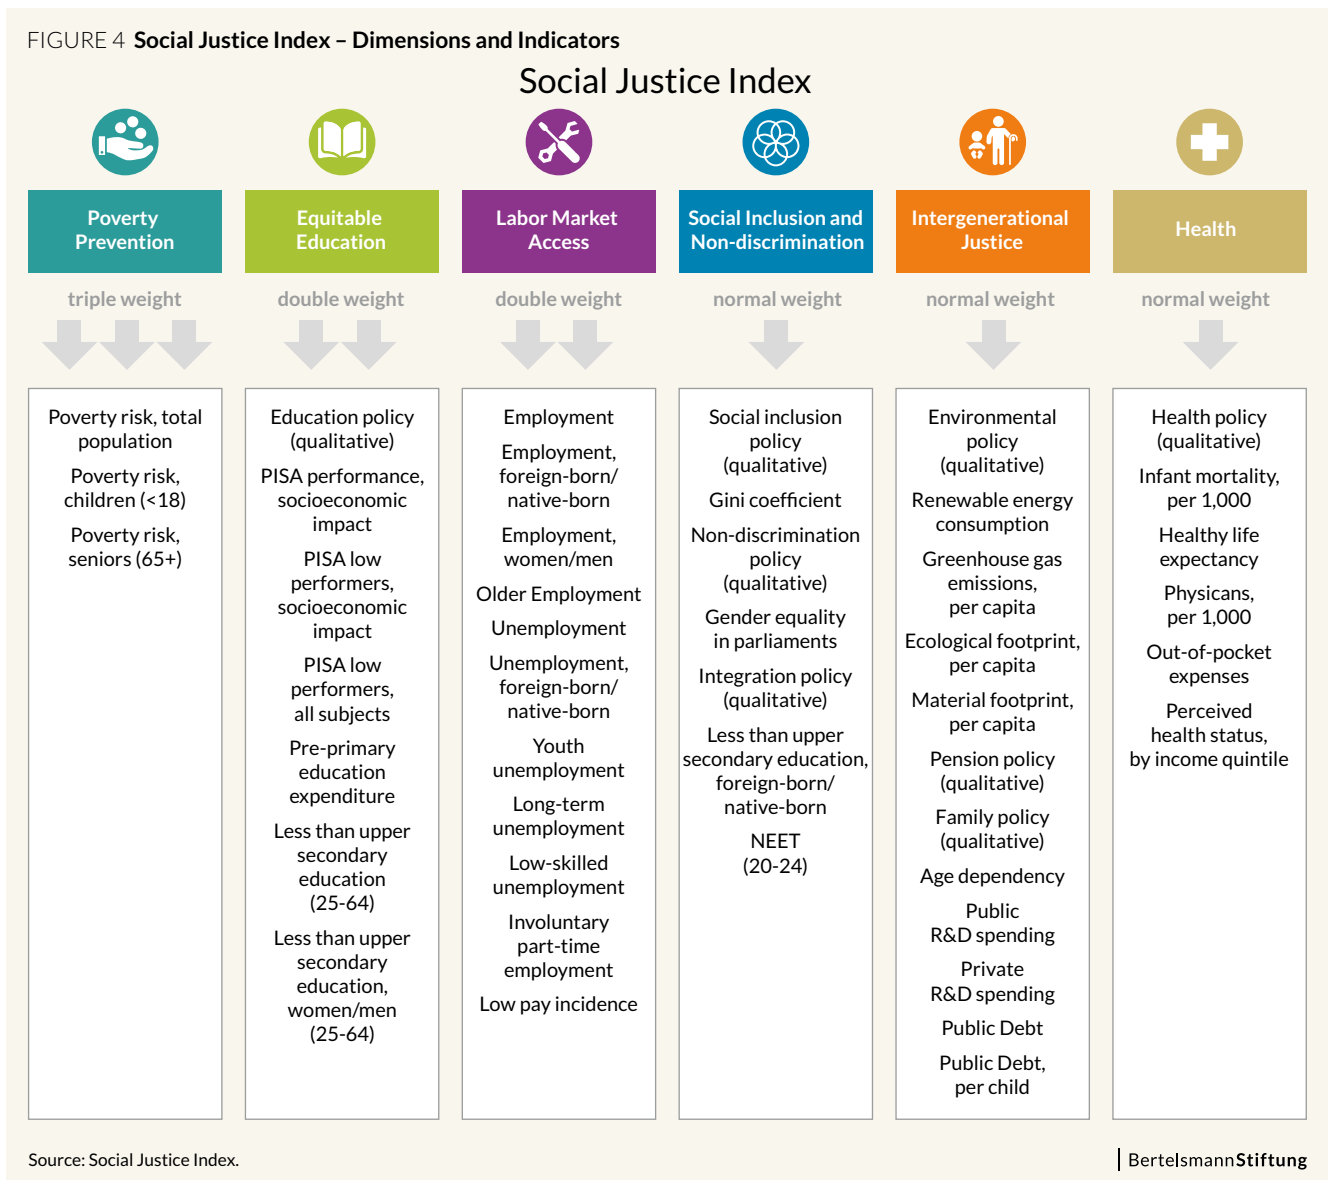 FIGURE 4 Social Justice Index – Dimensions and Indicators
Social Justice Index
Poverty
Prevention
triple weight
Poverty risk, total
population
Poverty risk,
children (<18)
Poverty risk,
seniors (65+)
Equitable
Education
double weight
Education policy
(qualitative)
PISA performance,
socioeconomic
impact
PISA low
performers,
socioeconomic
impact
PISA low
performers,
all subjects
Pre-primary
education
expenditure
Less than upper
secondary
education
(25-64)
Less than upper
secondary
education,
women/men
(25-64)
Labor Market
Access
double weight
Employment
Employment,
foreign-born/
native-born
Employment,
women/men
Older Employment
Unemployment
Unemployment,
foreign-born/
native-born
Youth
unemployment
Long-term
unemployment
Low-skilled
unemployment
Involuntary
part-time
employment
Low pay incidence
Social Inclusion and
Non-discrimination
normal weight
Social inclusion
policy
(qualitative)
Gini coefficient
Non-discrimination
policy
(qualitative)
Gender equality
in parliaments
Integration policy
(qualitative)
Less than upper
secondary education,
foreign-born/
native-born
NEET
(20-24)
Intergenerational
Justice
normal weight
Environmental
policy
(qualitative)
Renewable energy
consumption
Greenhouse gas
emissions,
per capita
Ecological footprint,
per capita
Material footprint,
per capita
Pension policy
(qualitative)
Family policy
(qualitative)
Age dependency
Public
R&D spending
Private
R&D spending
Public Debt
Public Debt,
per child
Health
normal weight
Health policy
(qualitative)
Infant mortality,
per 1,000
Healthy life
expectancy
Physicans,
per 1,000
Out-of-pocket
expenses
Perceived
health status,
by income quintile
Source: Social Justice Index.
BertelsmannStiftung